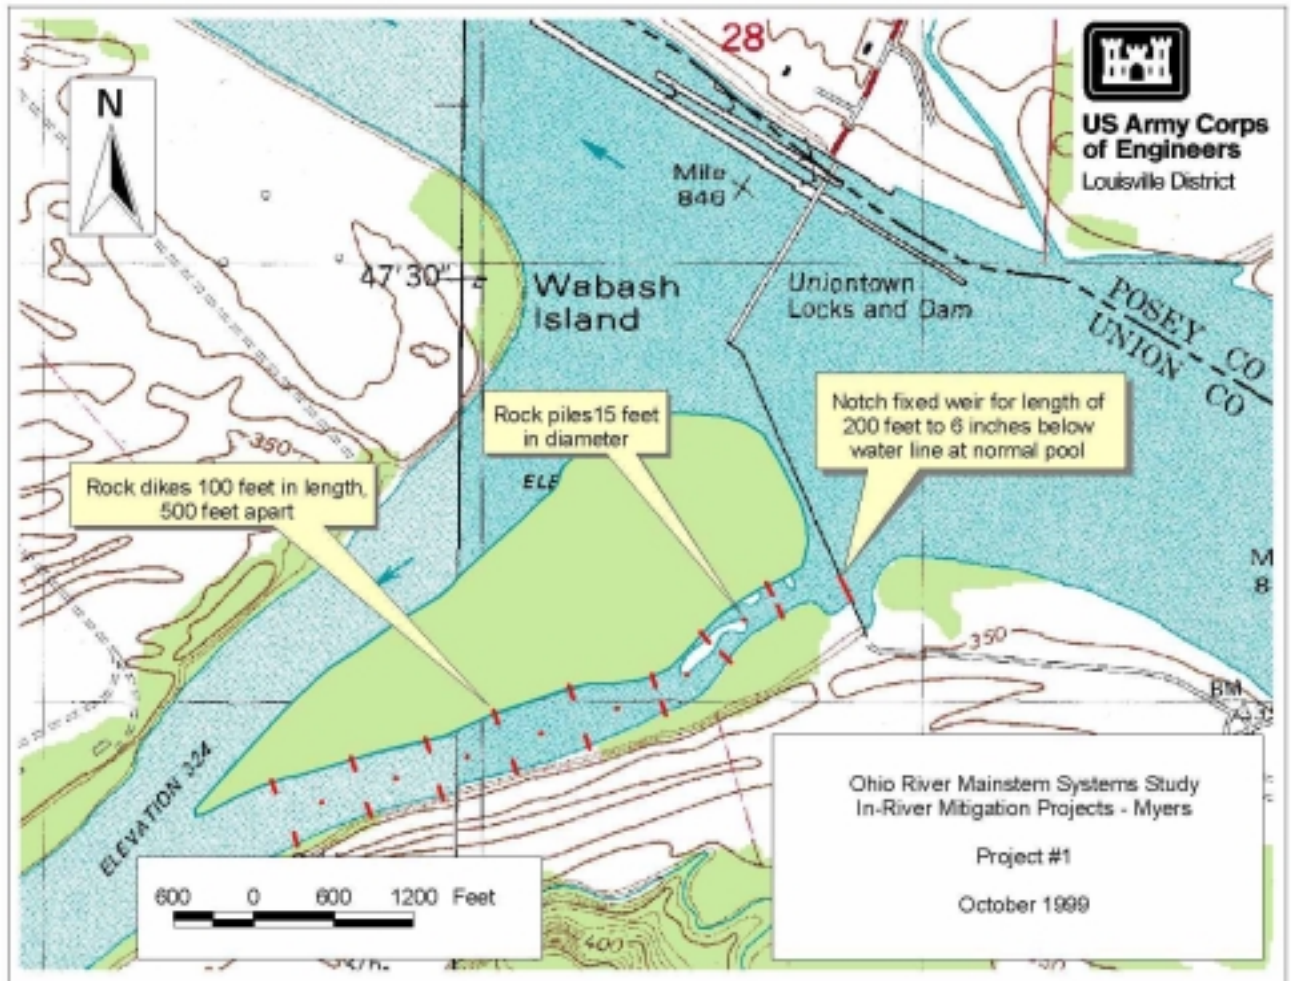 28
N
US Army Corps
of Engineers
Louisville District
Mile
846
47'30"
Wabash
Island
Uniontown
Locks and Dam
POSEY CO
UNION CO
Rock piles15 feet
in diameter
Notch fixed weir for length of
200 feet to 6 inches below
water line at normal pool
350
Rock dikes 100 feet in length,
500 feet apart
ELE
M
8
350
BM
ELEVATION 324
Ohio River Mainstem Systems Study
In-River Mitigation Projects - Myers
Project #1
October 1999
600 0 600 1200 Feet
400